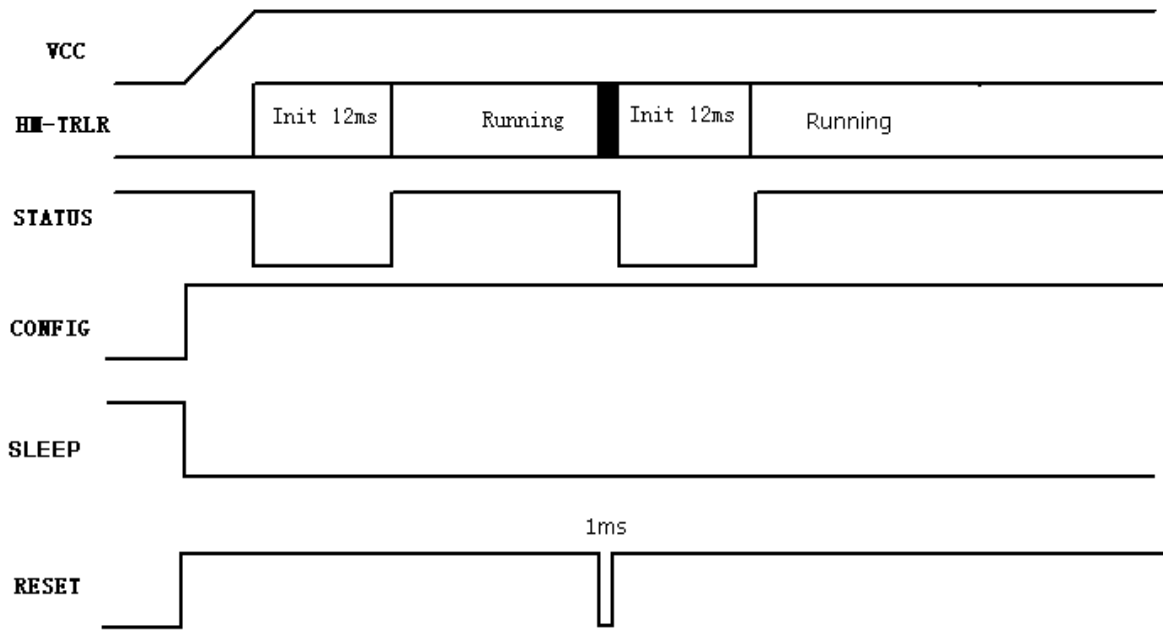 VCC
HM-TRLR
Init 12ms
Running
Init 12ms
Running
STATUS
CONFIG
SLEEP
1ms
RESET